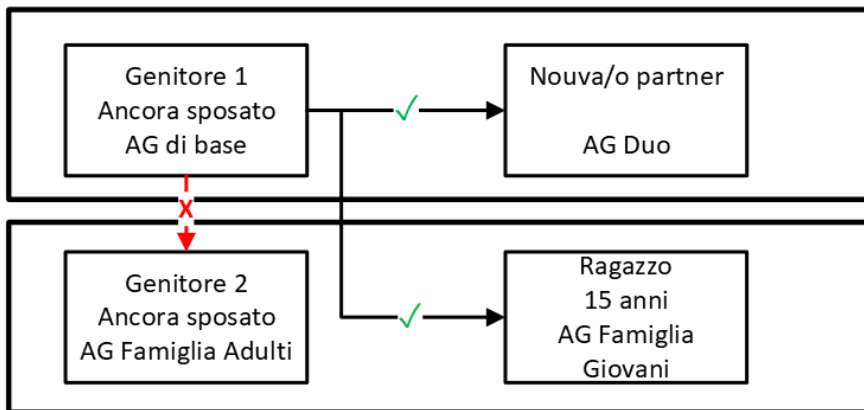 Genitore 1
Ancora sposato
AG di base
Nouva/o partner
AG Duo
X
Genitore 2
Ancora sposato
AG Famiglia Adulti
Ragazzo
15 anni
AG Famiglia
Giovani